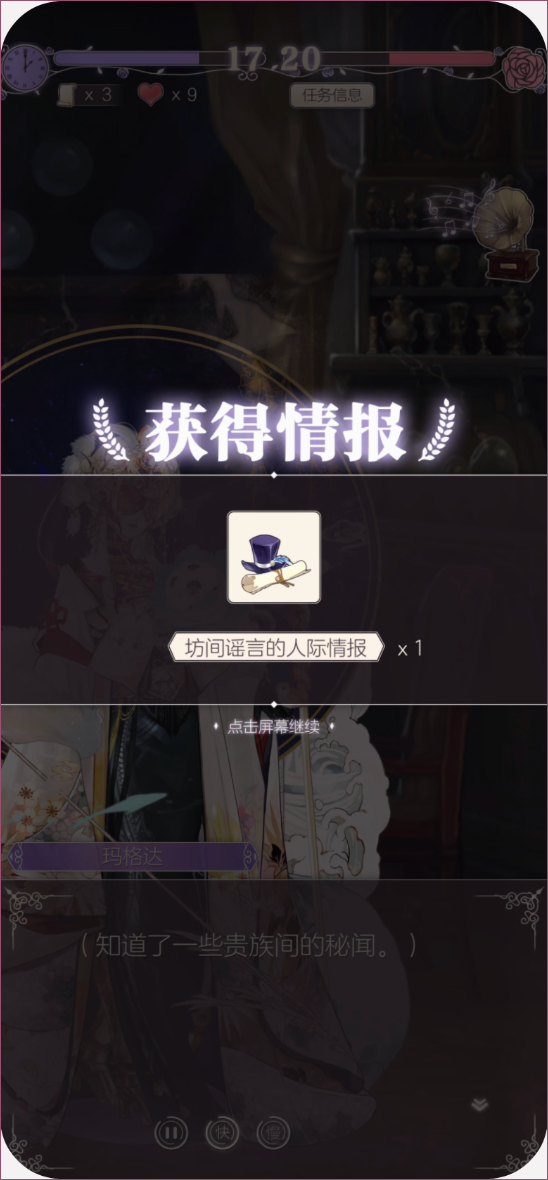 17 20
x 3
x 9
任务信息
获得情报
坊间谣言的人际情报
x 1
点击屏幕继续
玛格达
（知道了一些贵族间的秘闻。）
快
慢